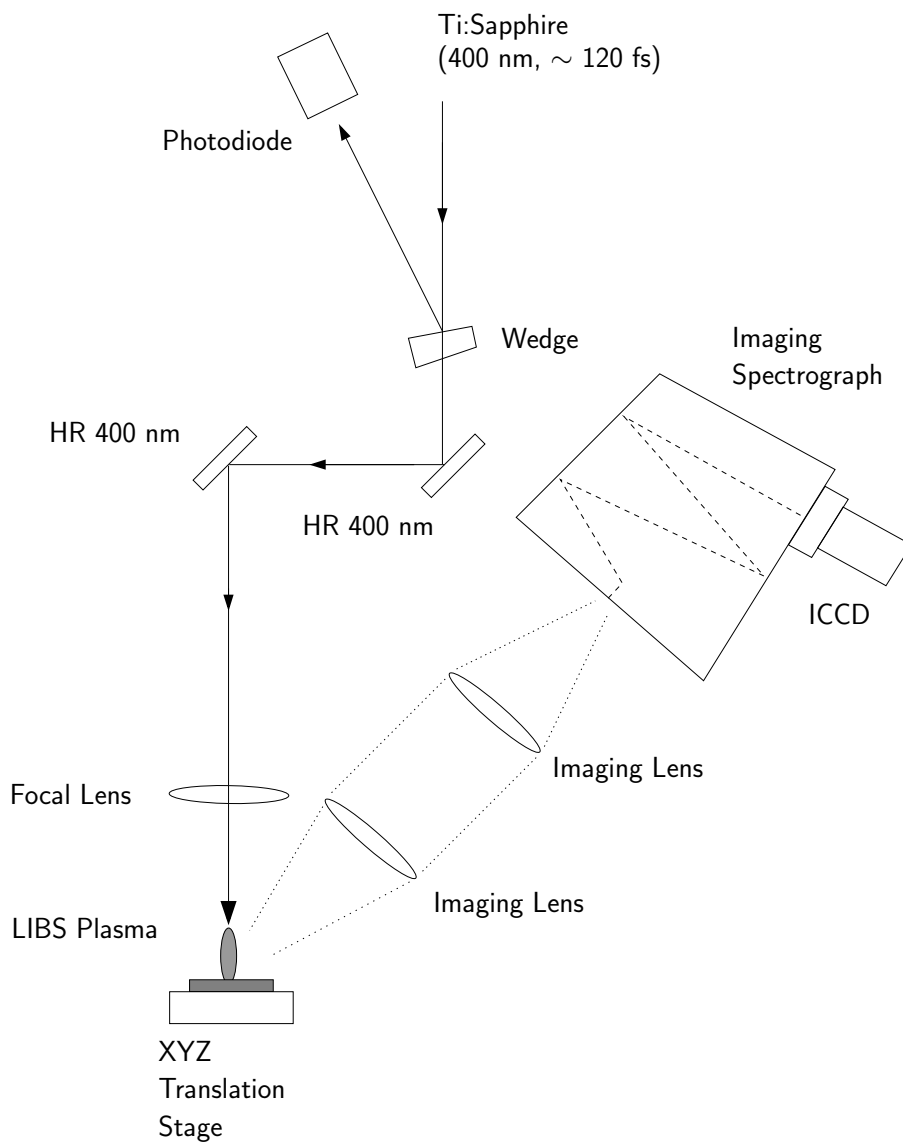 Ti:Sapphire
(400 nm, ∼ 120 fs)
Photodiode
Wedge
Imaging
Spectrograph
HR 400 nm
HR 400 nm
ICCD
Imaging Lens
Focal Lens
Imaging Lens
LIBS Plasma
XYZ
Translation
Stage